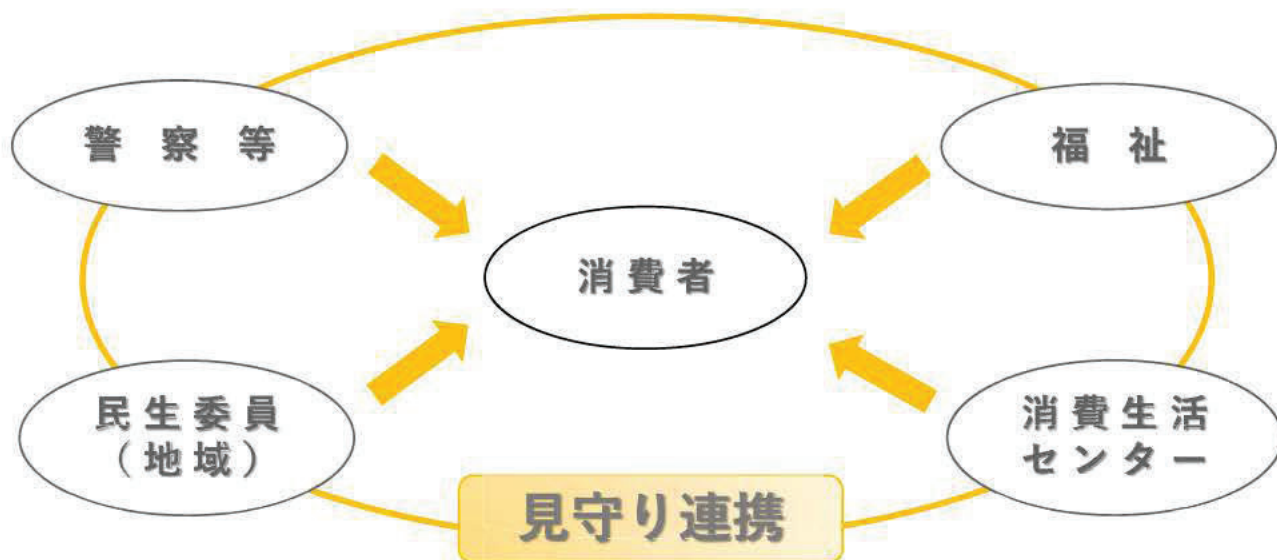 警察等
福祉
消費者
民生委員
（地域）
消費生活
センター
見守り連携